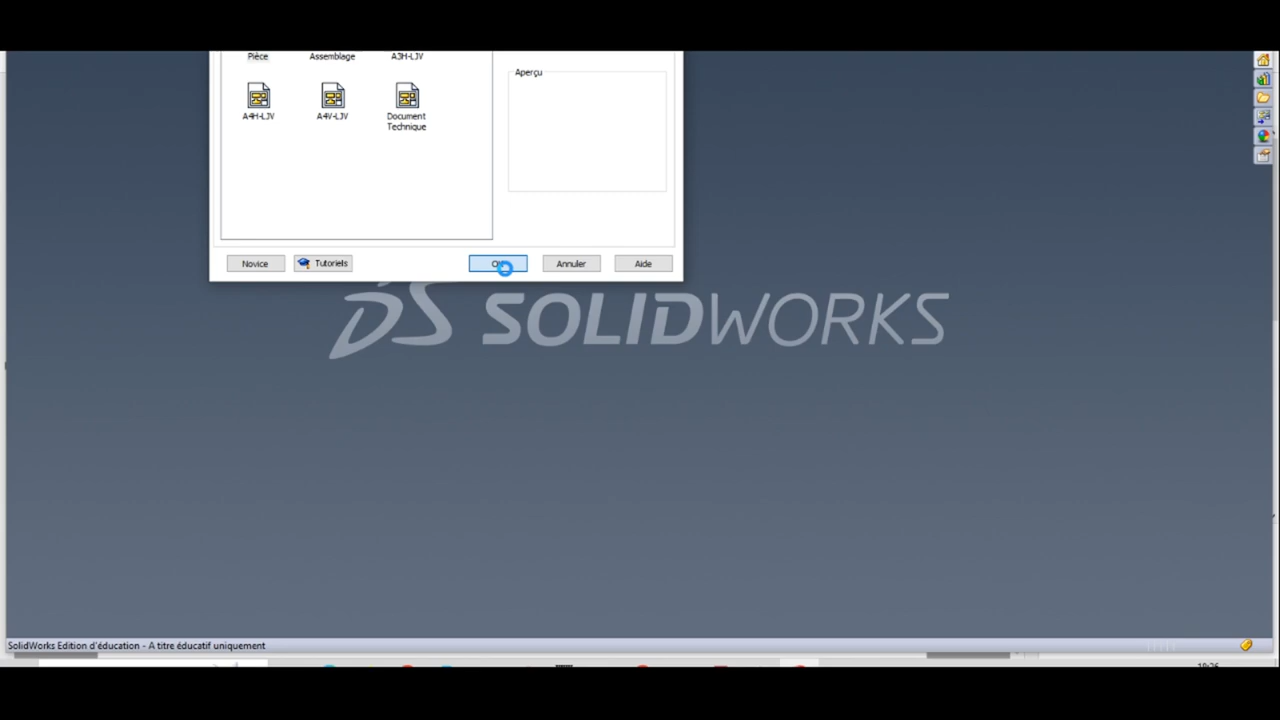 Pièce Assemblage A3H-LJV
Aperçu
A4H-LJV A4V-LJV Document
Technique
Novice Tutoriels Annuler Aide
SOLIDWORKS
SolidWorks Edition d'éducation - A titre éducatif uniquement